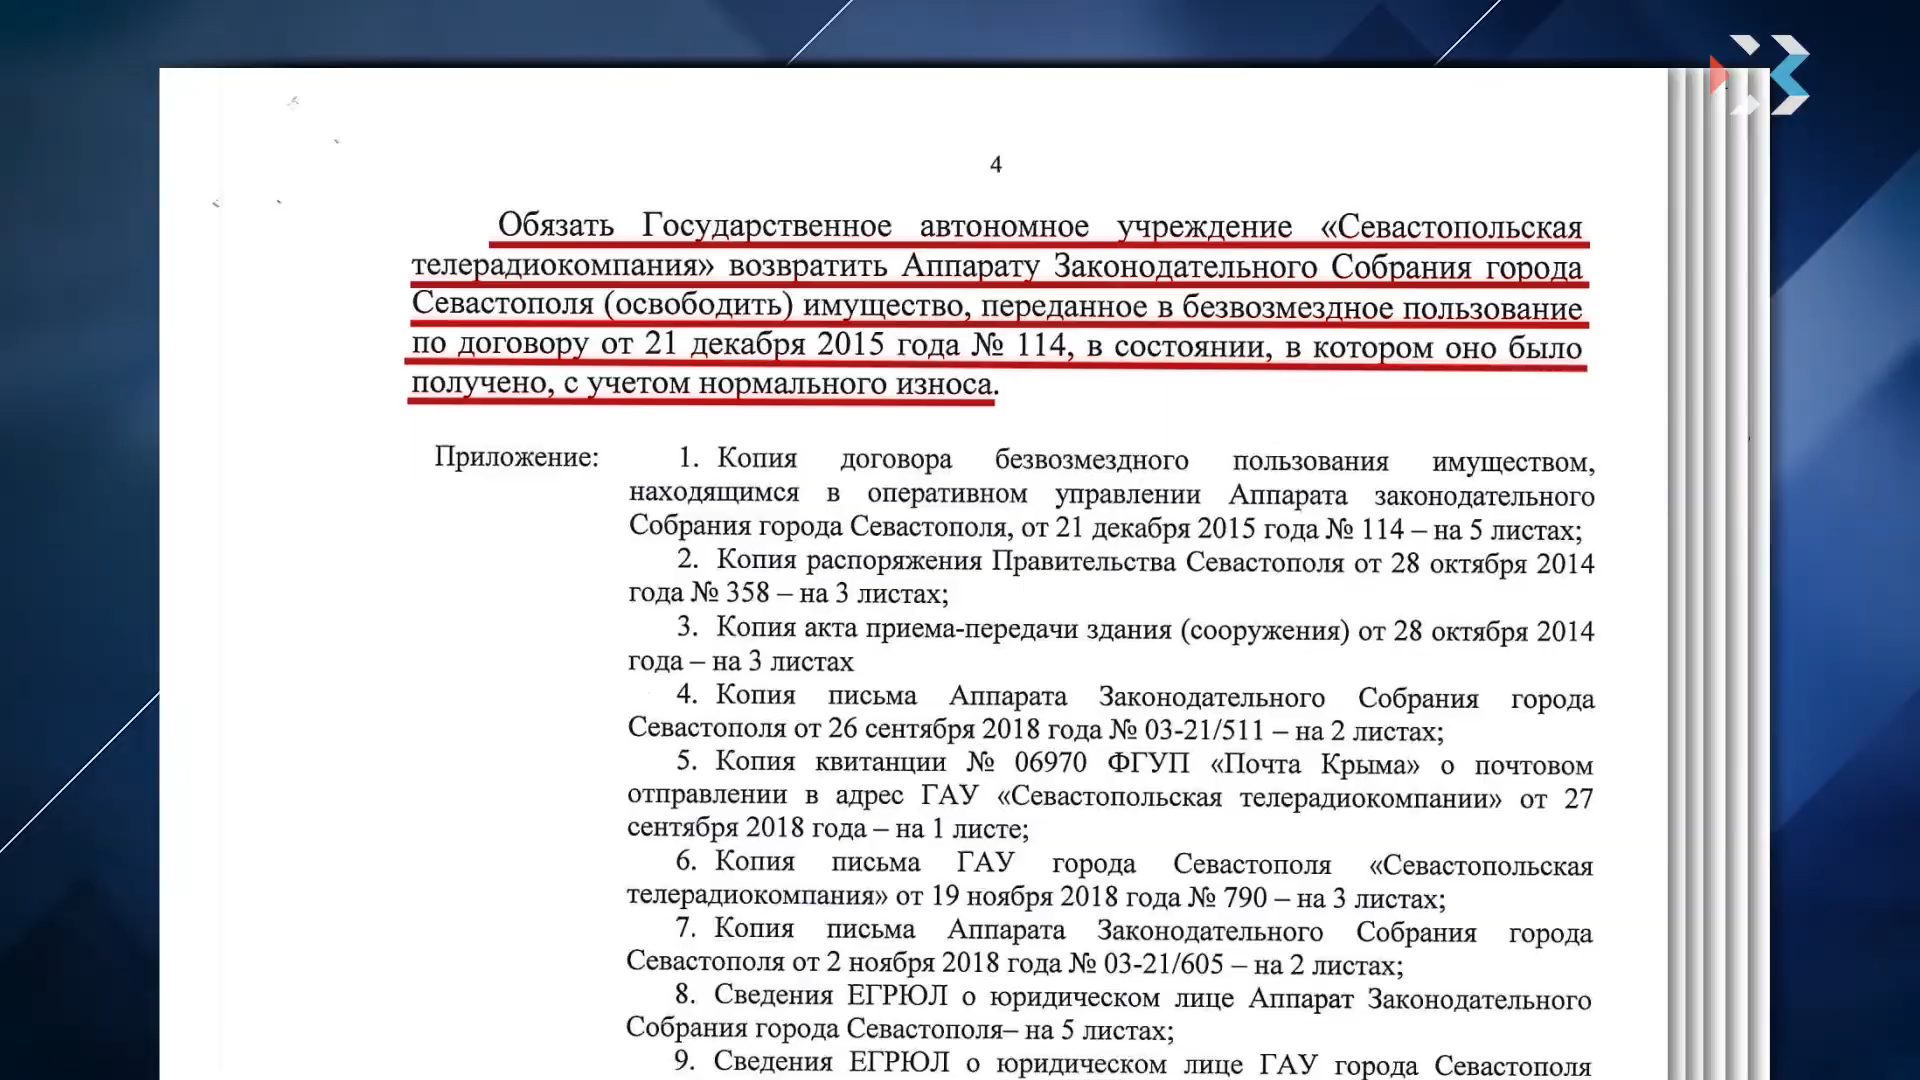 4
Обязать Государственное автономное учреждение «Севастопольская
телерадиокомпания» возвратить Аппарату Законодательного Собрания города
Севастополя (освободить) имущество, переданное в безвозмездное пользование
по договору от 21 декабря 2015 года № 114, в состоянии, в котором оно было
получено, с учетом нормального износа.
Приложение: 1. Копия договора безвозмездного пользования имуществом,
находящимся в оперативном управлении Аппарата законодательного
Собрания города Севастополя, от 21 декабря 2015 года № 114 – на 5 листах;
2. Копия распоряжения Правительства Севастополя от 28 октября 2014
года № 358 – на 3 листах;
3. Копия акта приема-передачи здания (сооружения) от 28 октября 2014
года – на 3 листах
4. Копия письма Аппарата Законодательного Собрания города
Севастополя от 26 сентября 2018 года № 03-21/511 – на 2 листах;
5. Копия квитанции № 06970 ФГУП «Почта Крыма» о почтовом
отправлении в адрес ГАУ «Севастопольская телерадиокомпании» от 27
сентября 2018 года – на 1 листе;
6. Копия письма ГАУ города Севастополя «Севастопольская
телерадиокомпания» от 19 ноября 2018 года № 790 – на 3 листах;
7. Копия письма Аппарата Законодательного Собрания города
Севастополя от 2 ноября 2018 года № 03-21/605 – на 2 листах;
8. Сведения ЕГРЮЛ о юридическом лице Аппарат Законодательного
Собрания города Севастополя– на 5 листах;
9. Сведения ЕГРЮЛ о юридическом лице ГАУ города Севастополя